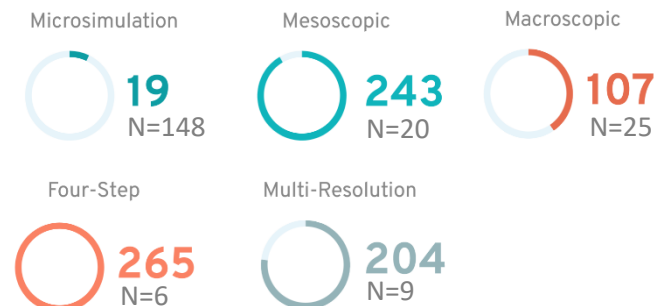 Microsimulation
19
N=148
Mesoscopic
243
N=20
Macroscopic
107
N=25
Four-Step
265
N=6
Multi-Resolution
204
N=9